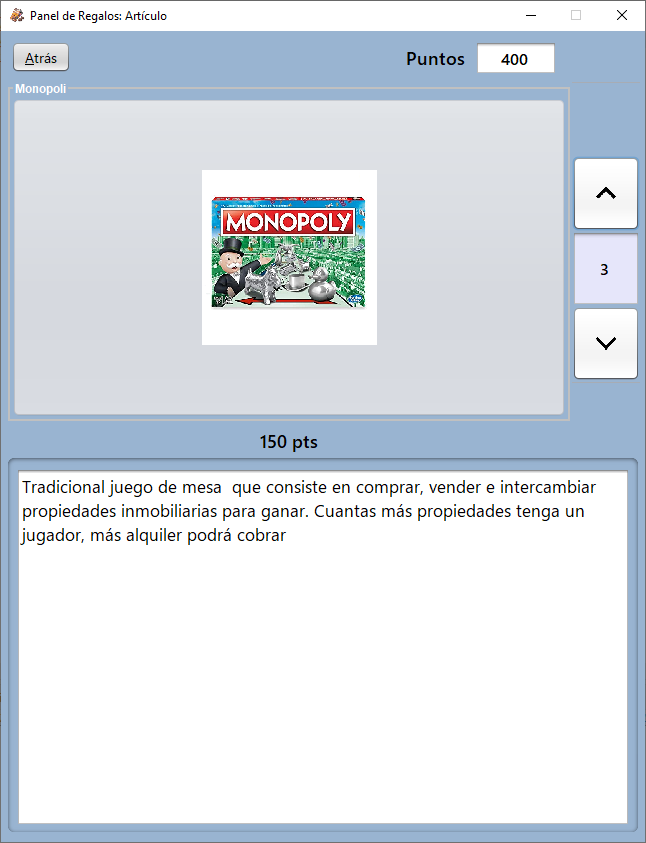 Panel de Regalos: Artículo
Atrás
Puntos 400
Monopoli
MONOPOLY
3
150 pts
Tradicional juego de mesa  que consiste en comprar, vender e intercambiar
propiedades inmobiliarias para ganar. Cuantas más propiedades tenga un
jugador, más alquiler podrá cobrar